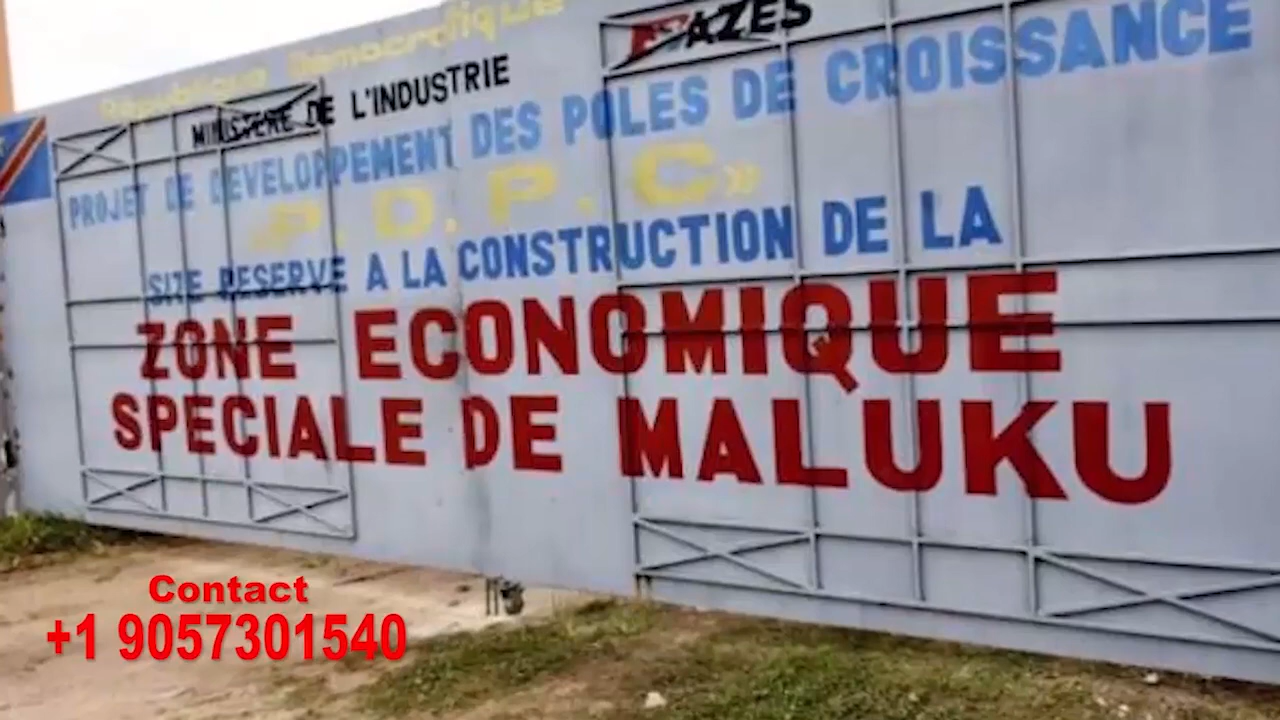 République Démocratique
AZES
MINISTERE DE L'INDUSTRIE
PROJET DE DEVELOPPEMENT DES POLES DE CROISSANCE
«P.D.P.C»
SITE RESERVE A LA CONSTRUCTION DE LA
ZONE ECONOMIQUE
SPECIALE DE MALUKU
Contact
+1 9057301540